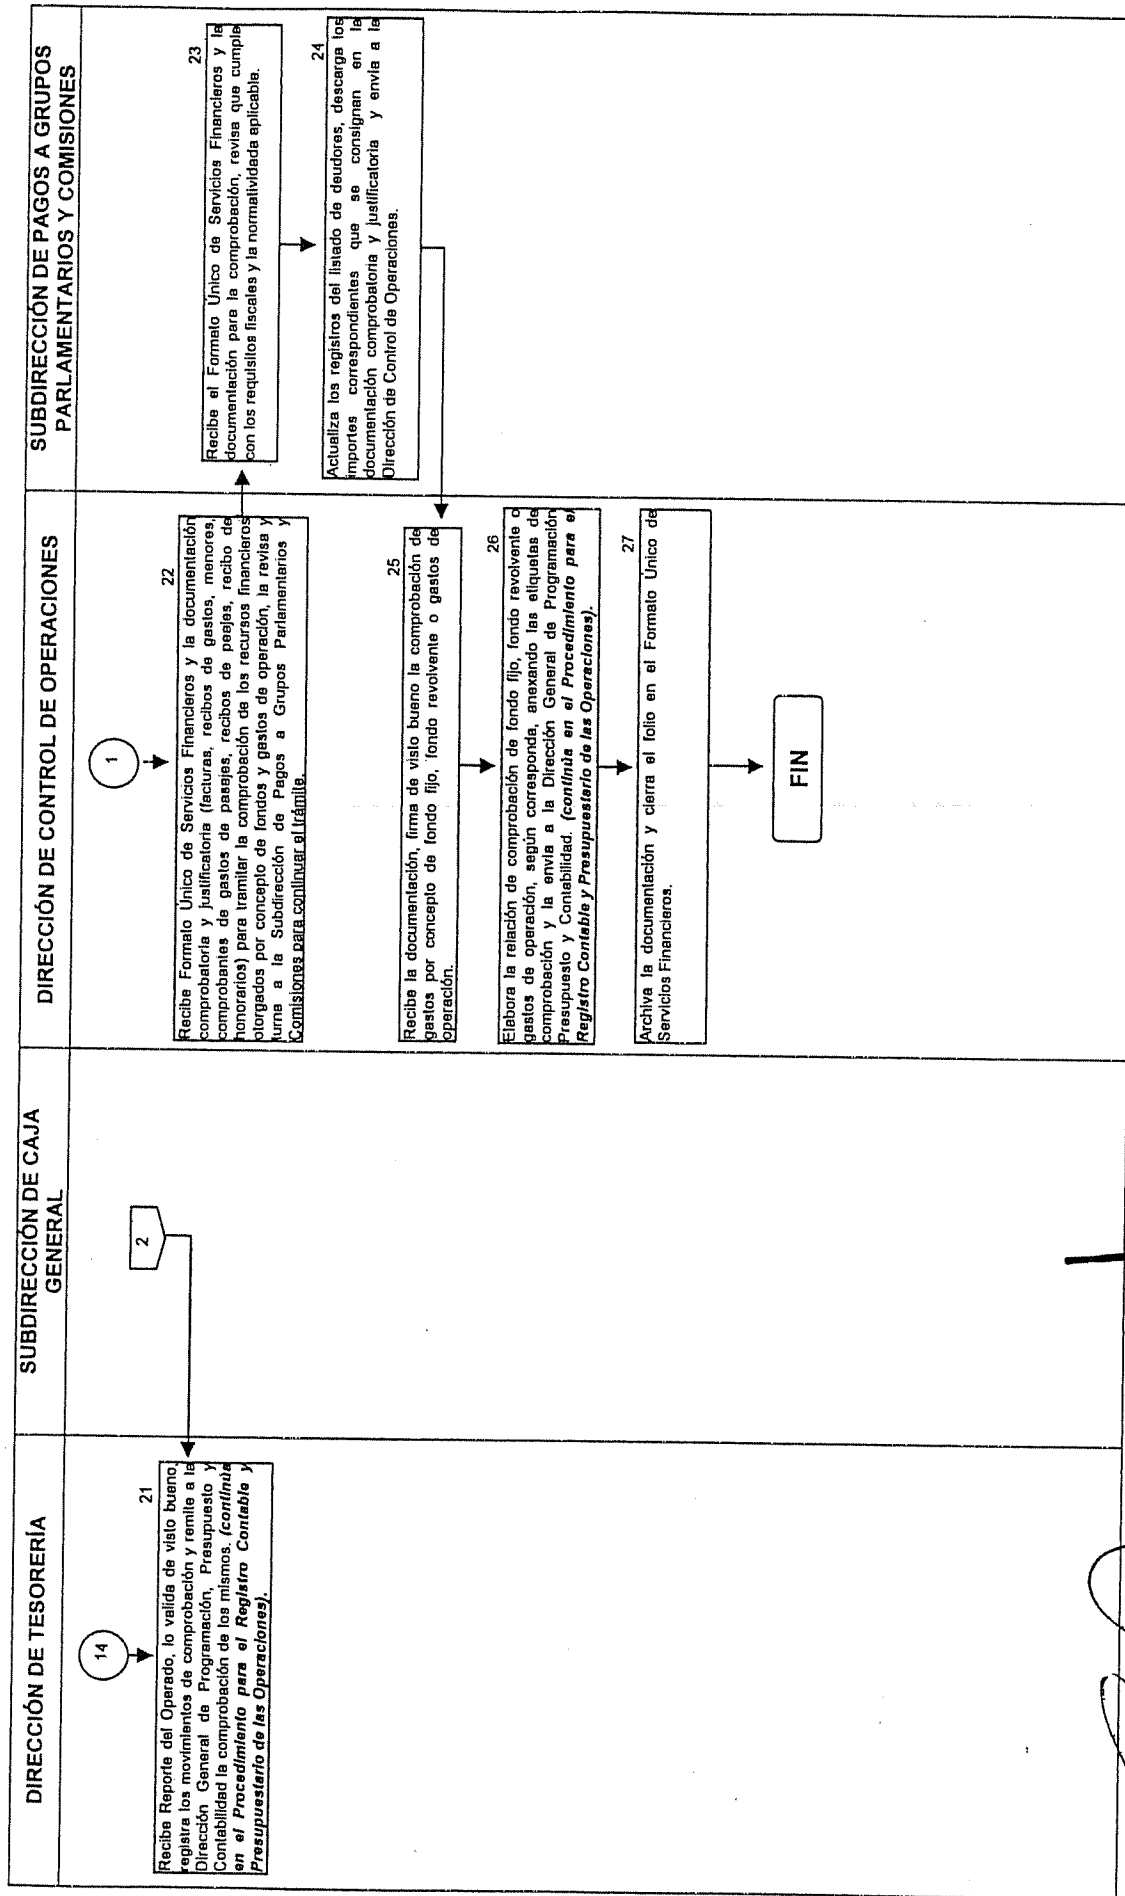 DIRECCIÓN DE TESORERÍA
SUBDIRECCIÓN DE CAJA
GENERAL
DIRECCIÓN DE CONTROL DE OPERACIONES
SUBDIRECCIÓN DE PAGOS A GRUPOS
PARLAMENTARIOS Y COMISIONES
14
21
Recibe Reporte del Operado, lo valida de visto bueno,
registra los movimientos de comprobación y remite a la
Dirección General de Programación, Presupuesto y
Contabilidad la comprobación de los mismos. (continúa
en el Procedimiento para el Registro Contable y
Presupuestario de las Operaciones).
2
1
22
Recibe Formato Único de Servicios Financieros y la documentación
comprobatoria y justificatoria (facturas, recibos de gastos, menores,
comprobantes de gastos de pasajes, recibos de peajes, recibo de
honorarios) para tramitar la comprobación de los recursos financieros
otorgados por concepto de fondos y gastos de operación, la revisa y
turna a la Subdirección de Pagos a Grupos Parlamentarios y
Comisiones para continuar el trámite.
23
Recibe el Formato Único de Servicios Financieros y la
documentación para la comprobación, revisa que cumpla
con los requisitos fiscales y la normatividada aplicable.
24
Actualiza los registros del listado de deudores, descarga los
importes correspondientes que se consignan en la
documentación comprobatoria y justificatoria y envía a la
Dirección de Control de Operaciones.
25
Recibe la documentación, firma de visto bueno la comprobación de
gastos por concepto de fondo fijo, fondo revolvente o gastos de
operación.
26
Elabora la relación de comprobación de fondo fijo, fondo revolvente o
gastos de operación, según corresponda, anexando las etiquetas de
comprobación y la envía a la Dirección General de Programación
Presupuesto y Contabilidad. (continúa en el Procedimiento para el
Registro Contable y Presupuestario de las Operaciones).
27
Archiva la documentación y cierra el folio en el Formato Único de
Servicios Financieros.
FIN